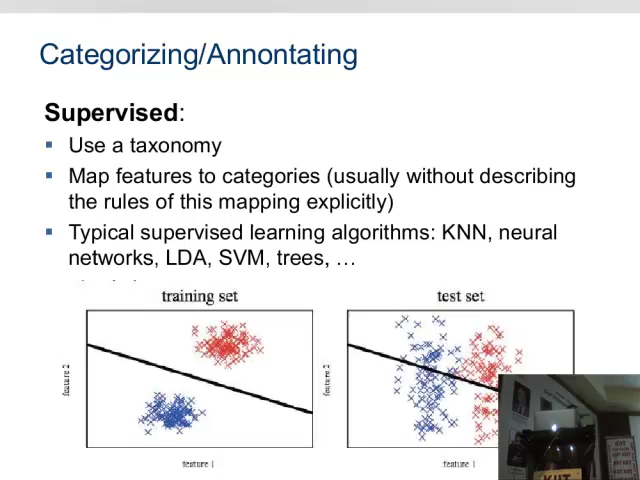 Categorizing/Annontating
Supervised:
Use a taxonomy
Map features to categories (usually without describing
the rules of this mapping explicitly)
Typical supervised learning algorithms: KNN, neural
networks, LDA, SVM, trees, …
training set
test set
feature 2
feature 2
feature 1
feature 1